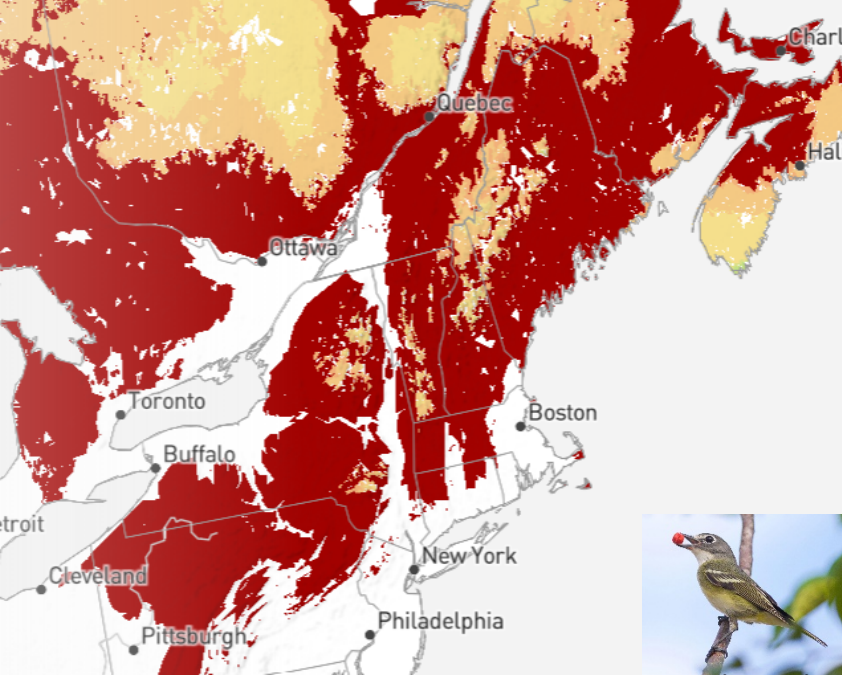 Charl
Quebec
Hal
Ottawa
Toronto
Boston
Buffalo
etroit
New York
Cleveland
Philadelphia
Pittsburgh